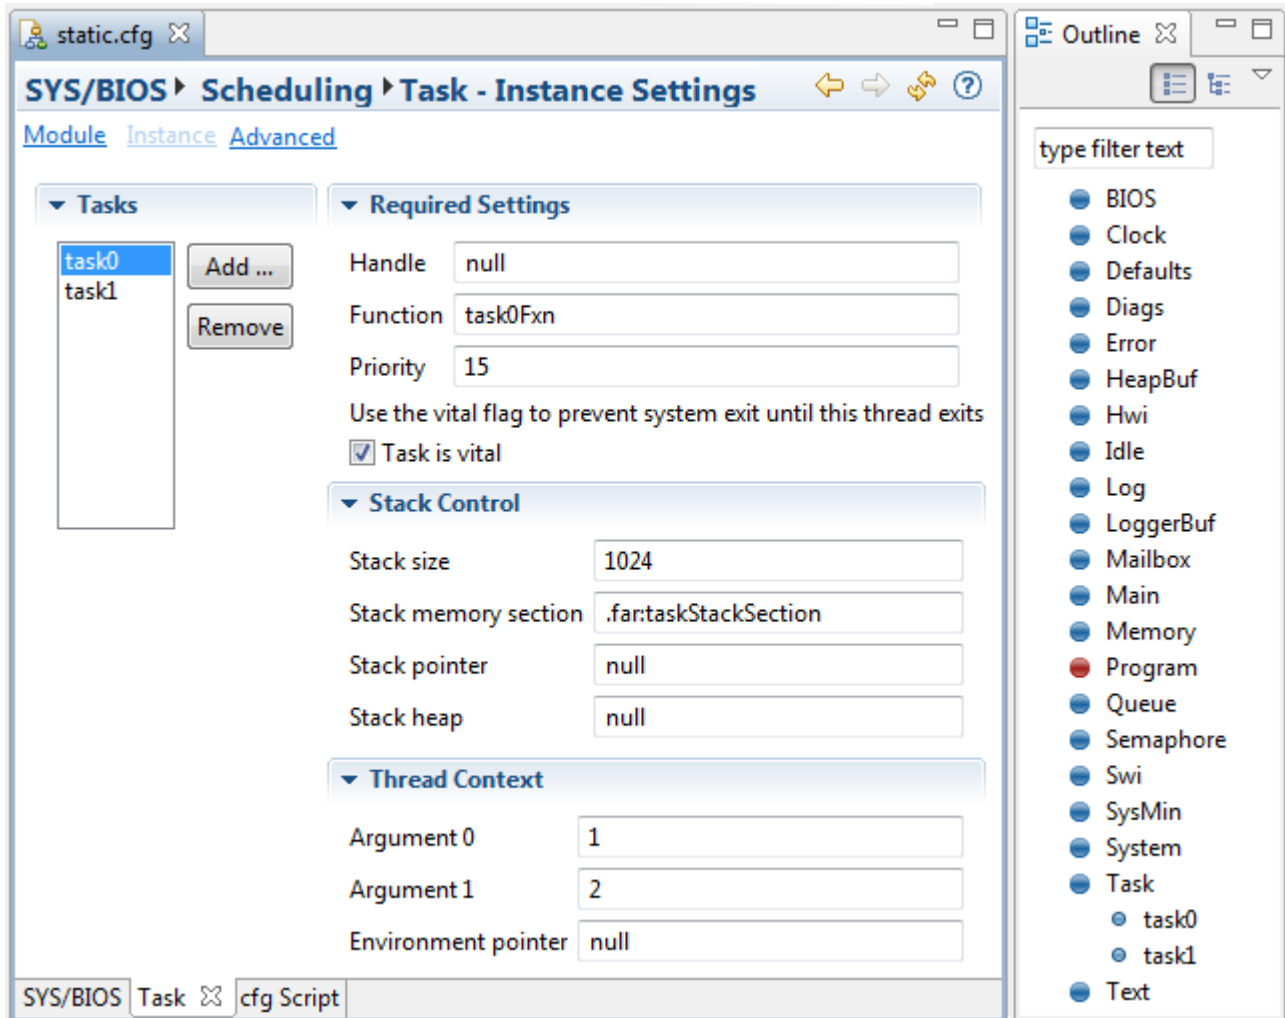 static.cfg
SYS/BIOS Scheduling Task - Instance Settings
Module Instance Advanced
Tasks
task0
task1
Add ...
Remove
Required Settings
Handle null
Function task0Fxn
Priority 15
Use the vital flag to prevent system exit until this thread exits
Task is vital
Stack Control
Stack size 1024
Stack memory section .far:taskStackSection
Stack pointer null
Stack heap null
Thread Context
Argument 0 1
Argument 1 2
Environment pointer null
SYS/BIOS Task cfg Script
Outline
type filter text
BIOS
Clock
Defaults
Diags
Error
HeapBuf
Hwi
Idle
Log
LoggerBuf
Mailbox
Main
Memory
Program
Queue
Semaphore
Swi
SysMin
System
Task
task0
task1
Text